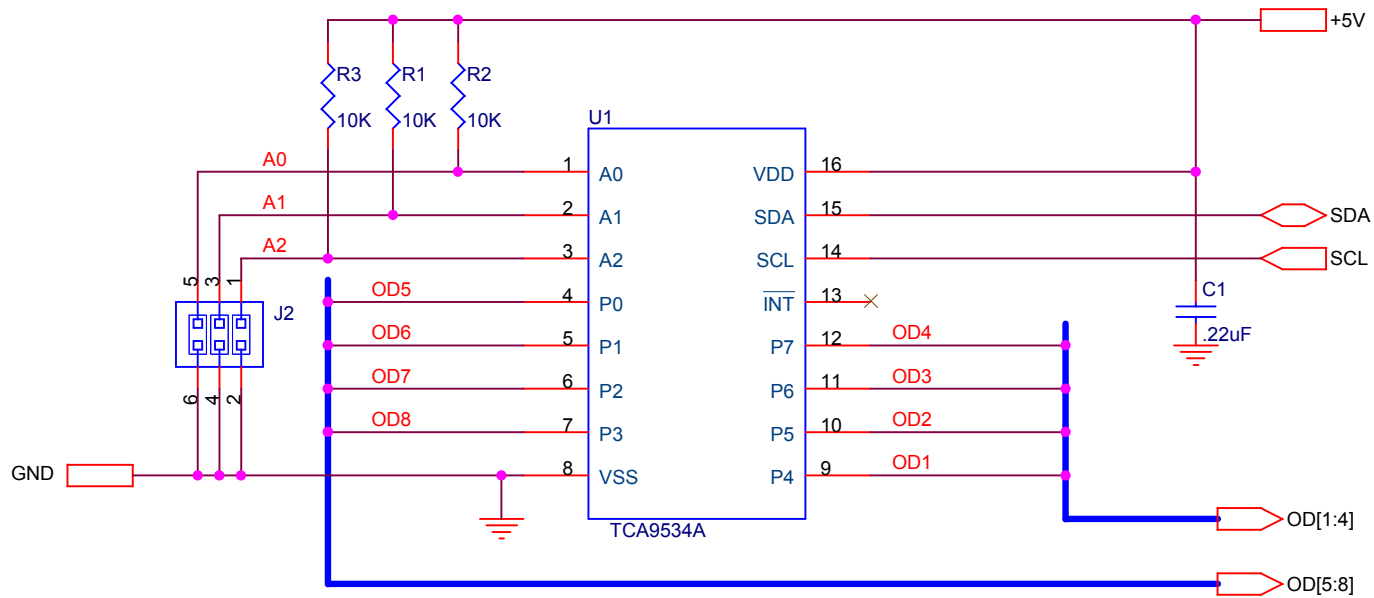 +5V
R3 R1 R2
10K 10K 10K
U1
A0 1 A0 VDD 16
A1 2 A1 SDA 15 SDA
A2 3 A2 SCL 14 SCL
5 3 1
J2
OD5 4 P0 INT 13
C1
.22uF
OD6 5 P1 P7 12 OD4
OD7 6 P2 P6 11 OD3
6 4 2
OD8 7 P3 P5 10 OD2
GND 8 VSS P4 9 OD1
TCA9534A
OD[1:4]
OD[5:8]